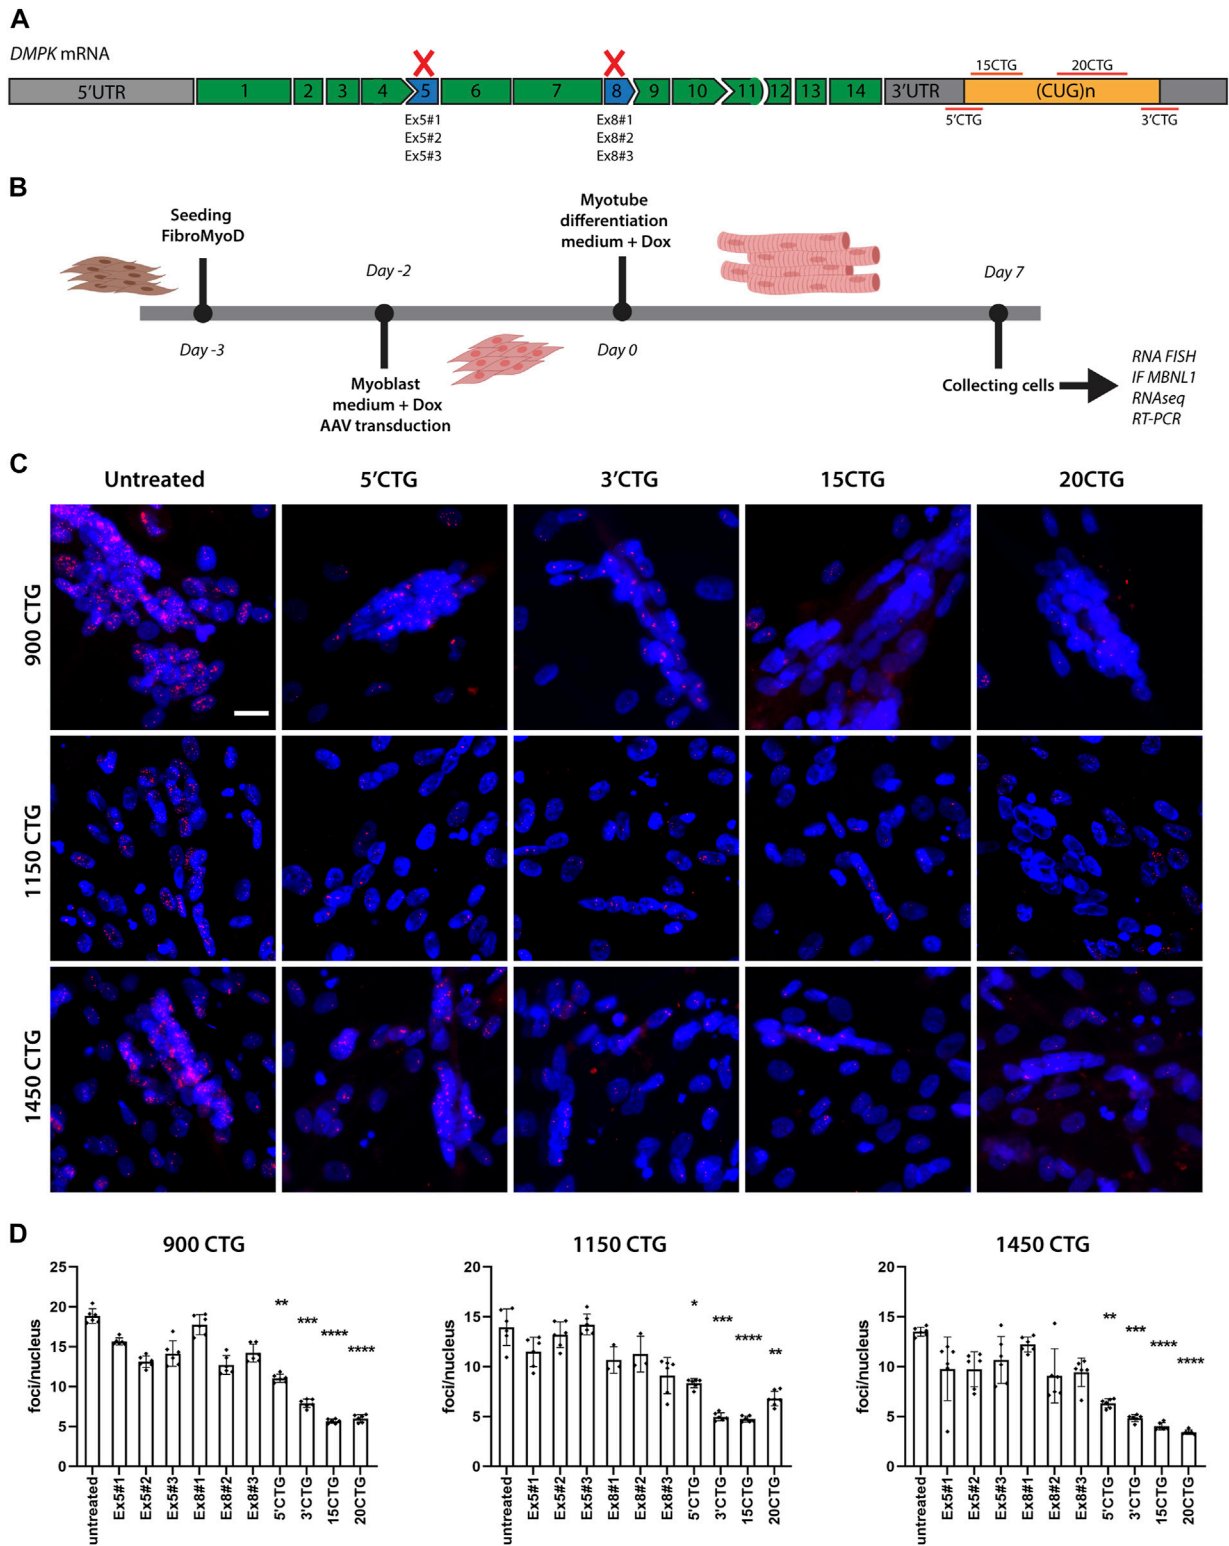 A
DMPK mRNA
15CTG
20CTG
5'UTR
1
2
3
4
5
6
7
8
9
10
11
12
13
14
3'UTR
(CUG)n
Ex5#1
Ex5#2
Ex5#3
Ex8#1
Ex8#2
Ex8#3
5'CTG
3'CTG
B
Seeding
FibroMyoD
Day -2
Myotube
differentiation
medium + Dox
Day 7
Day -3
Myoblast
medium + Dox
AAV transduction
Day 0
Collecting cells
RNA FISH
IF MBNL1
RNAseq
RT-PCR
C
Untreated
5'CTG
3'CTG
15CTG
20CTG
900 CTG
1150 CTG
1450 CTG
D
900 CTG
foci/nucleus
25
20
15
10
5
0
**
***
****
****
untreated
Ex5#1
Ex5#2
Ex5#3
Ex8#1
Ex8#2
Ex8#3
5'CTG
3'CTG
15CTG
20CTG
1150 CTG
foci/nucleus
20
15
10
5
0
*
***
****
**
untreated
Ex5#1
Ex5#2
Ex5#3
Ex8#1
Ex8#2
Ex8#3
5'CTG
3'CTG
15CTG
20CTG
1450 CTG
foci/nucleus
20
15
10
5
0
**
***
****
****
untreated
Ex5#1
Ex5#2
Ex5#3
Ex8#1
Ex8#2
Ex8#3
5'CTG
3'CTG
15CTG
20CTG